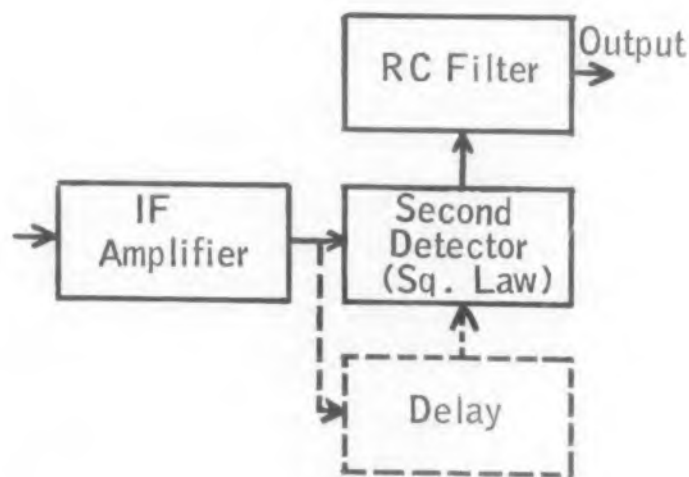 RC Filter
Output
IF
Amplifier
Second
Detector
(Sq. Law)
Delay